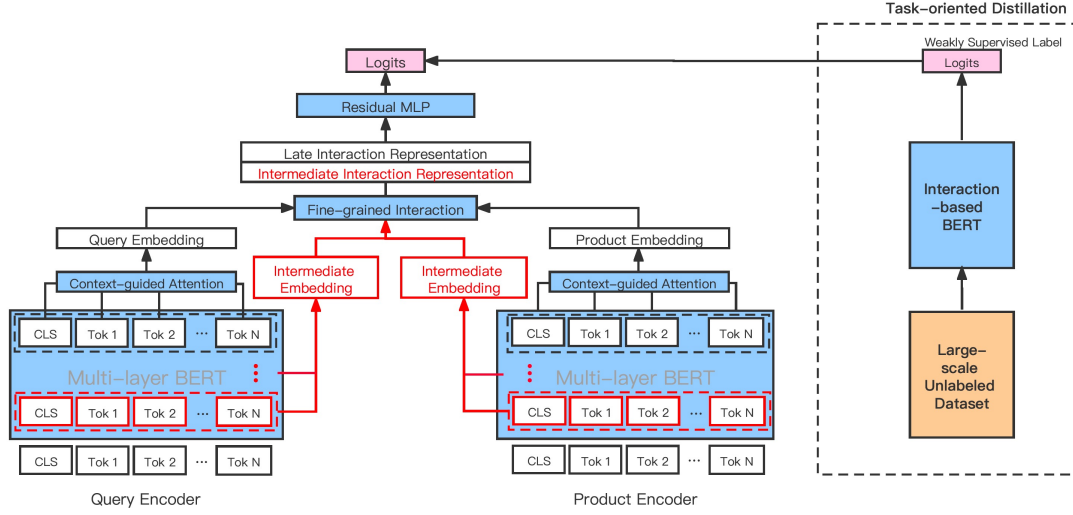 Task-oriented Distillation
Weakly Supervised Label
Logits
Logits
Residual MLP
Late Interaction Representation
Intermediate Interaction Representation
Fine-grained Interaction
Query Embedding
Product Embedding
Intermediate
Embedding
Intermediate
Embedding
Context-guided Attention
Context-guided Attention
CLS Tok 1 Tok 2 ... Tok N
CLS Tok 1 Tok 2 ... Tok N
Multi-layer BERT
Multi-layer BERT
CLS Tok 1 Tok 2 ... Tok N
CLS Tok 1 Tok 2 ... Tok N
CLS Tok 1 Tok 2 ... Tok N
CLS Tok 1 Tok 2 ... Tok N
Query Encoder
Product Encoder
Interaction
-based
BERT
Large-
scale
Unlabeled
Dataset